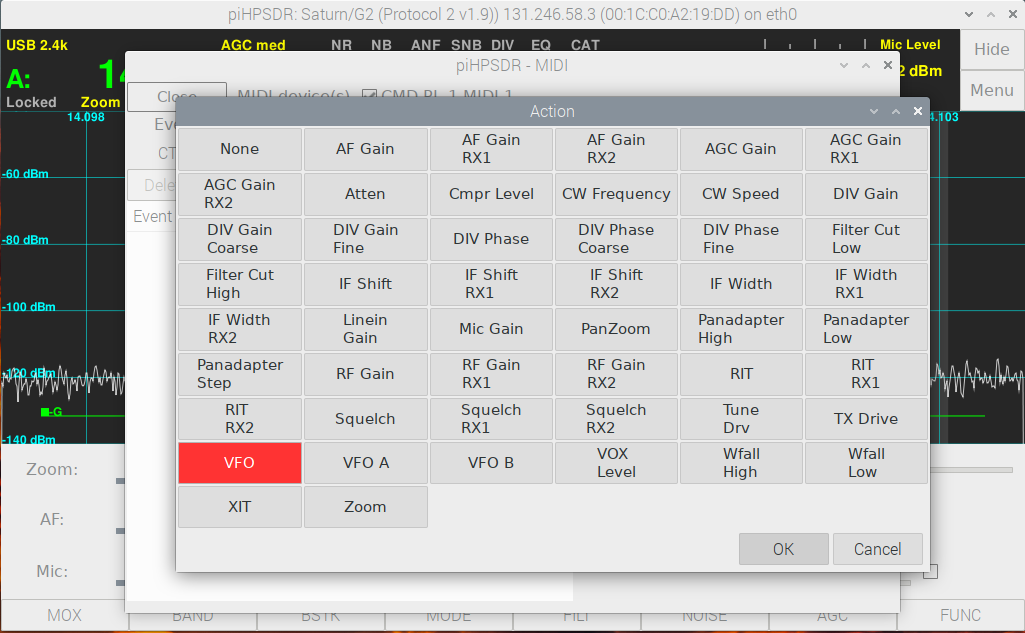 piHPSDR: Saturn/G2 (Protocol 2 v1.9)) 131.246.58.3 (00:1C:C0:A2:19:DD) on eth0
USB 2.4k AGC med NR NB ANF SNB DIV EQ CAT Mic Level Hide
piHPSDR - MIDI
A: 14 2 dBm
Locked Zoom Close MIDI device(s) CMD PL-1 MIDI 1 Menu
14.098 Action 4.103
Eve
None
AF Gain
AF Gain
RX1
AF Gain
RX2
AGC Gain
AGC Gain
RX1
CT
-60 dBm
Dele
AGC Gain
RX2
Atten
Cmpr Level
CW Frequency
CW Speed
DIV Gain
Event
-80 dBm
DIV Gain
Coarse
DIV Gain
Fine
DIV Phase
DIV Phase
Coarse
DIV Phase
Fine
Filter Cut
Low
Filter Cut
High
IF Shift
IF Shift
RX1
IF Shift
RX2
IF Width
IF Width
RX1
-100 dBm
IF Width
RX2
Linein
Gain
Mic Gain
PanZoom
Panadapter
High
Panadapter
Low
-120 dBm
Panadapter
Step
RF Gain
RF Gain
RX1
RF Gain
RX2
RIT
RIT
RX1
-G
RIT
RX2
Squelch
Squelch
RX1
Squelch
RX2
Tune
Drv
TX Drive
-140 dBm
VFO
VFO A
VFO B
VOX
Level
Wfall
High
Wfall
Low
Zoom:
XIT
Zoom
AF:
OK Cancel
Mic:
MOX BAND BSTK MODE FILT NOISE AGC FUNC